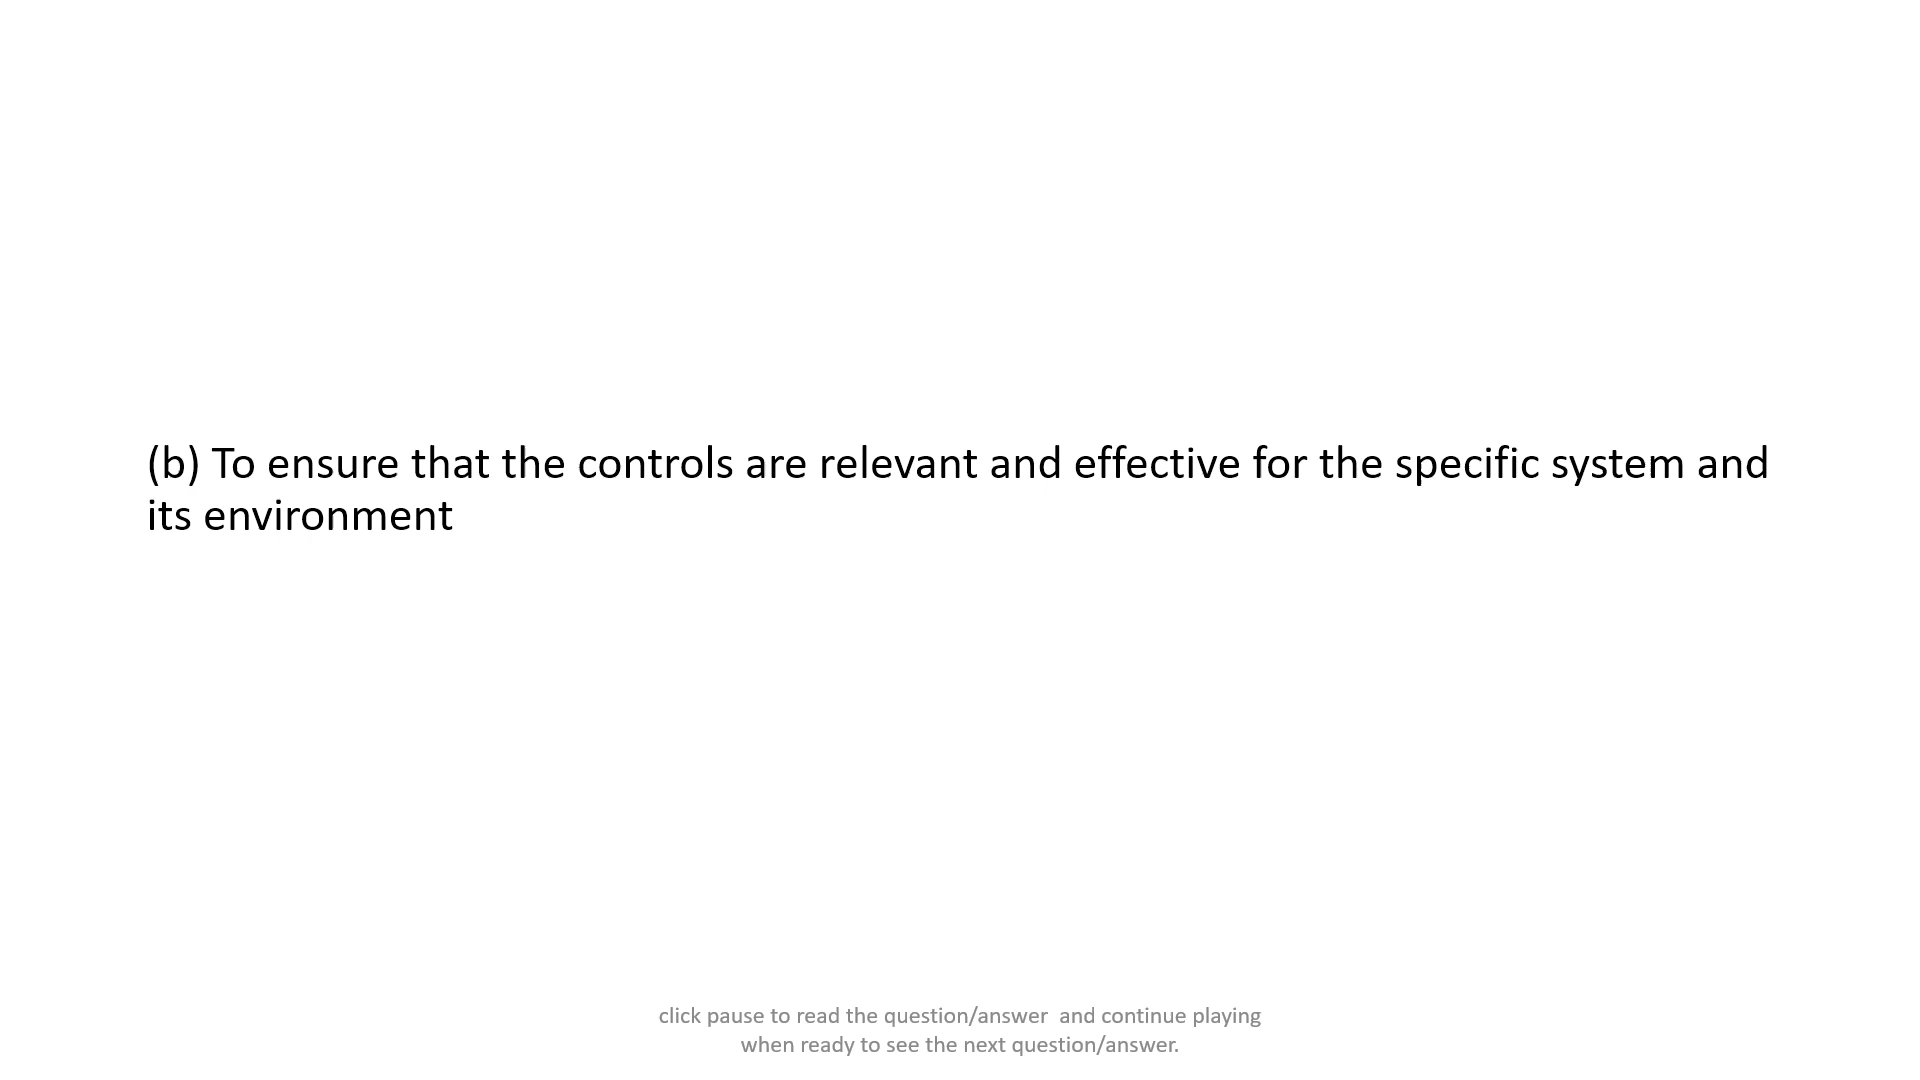 (b) To ensure that the controls are relevant and effective for the specific system and
its environment
click pause to read the question/answer  and continue playing
when ready to see the next question/answer.